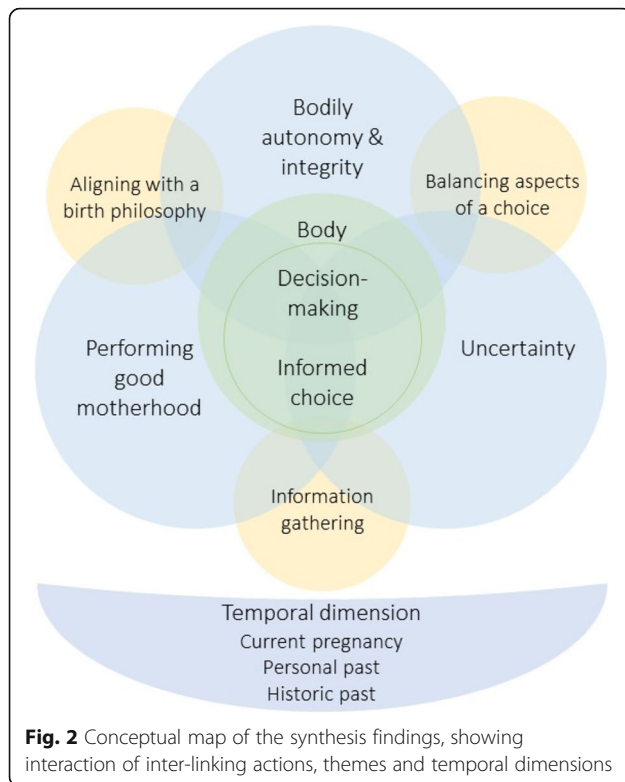 Bodily
autonomy &
integrity
Aligning with a
birth philosophy
Balancing aspects
of a choice
Body
Decision-
making
Performing
good
motherhood
Uncertainty
Informed
choice
Information
gathering
Temporal dimension
Current pregnancy
Personal past
Historic past
Fig. 2 Conceptual map of the synthesis findings, showing
interaction of inter-linking actions, themes and temporal dimensions